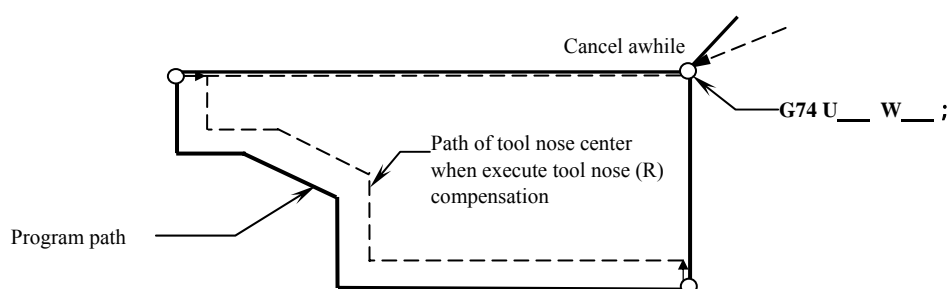 Cancel awhile
G74 U___ W___ ;
Path of tool nose center
when execute tool nose (R)
compensation
Program path